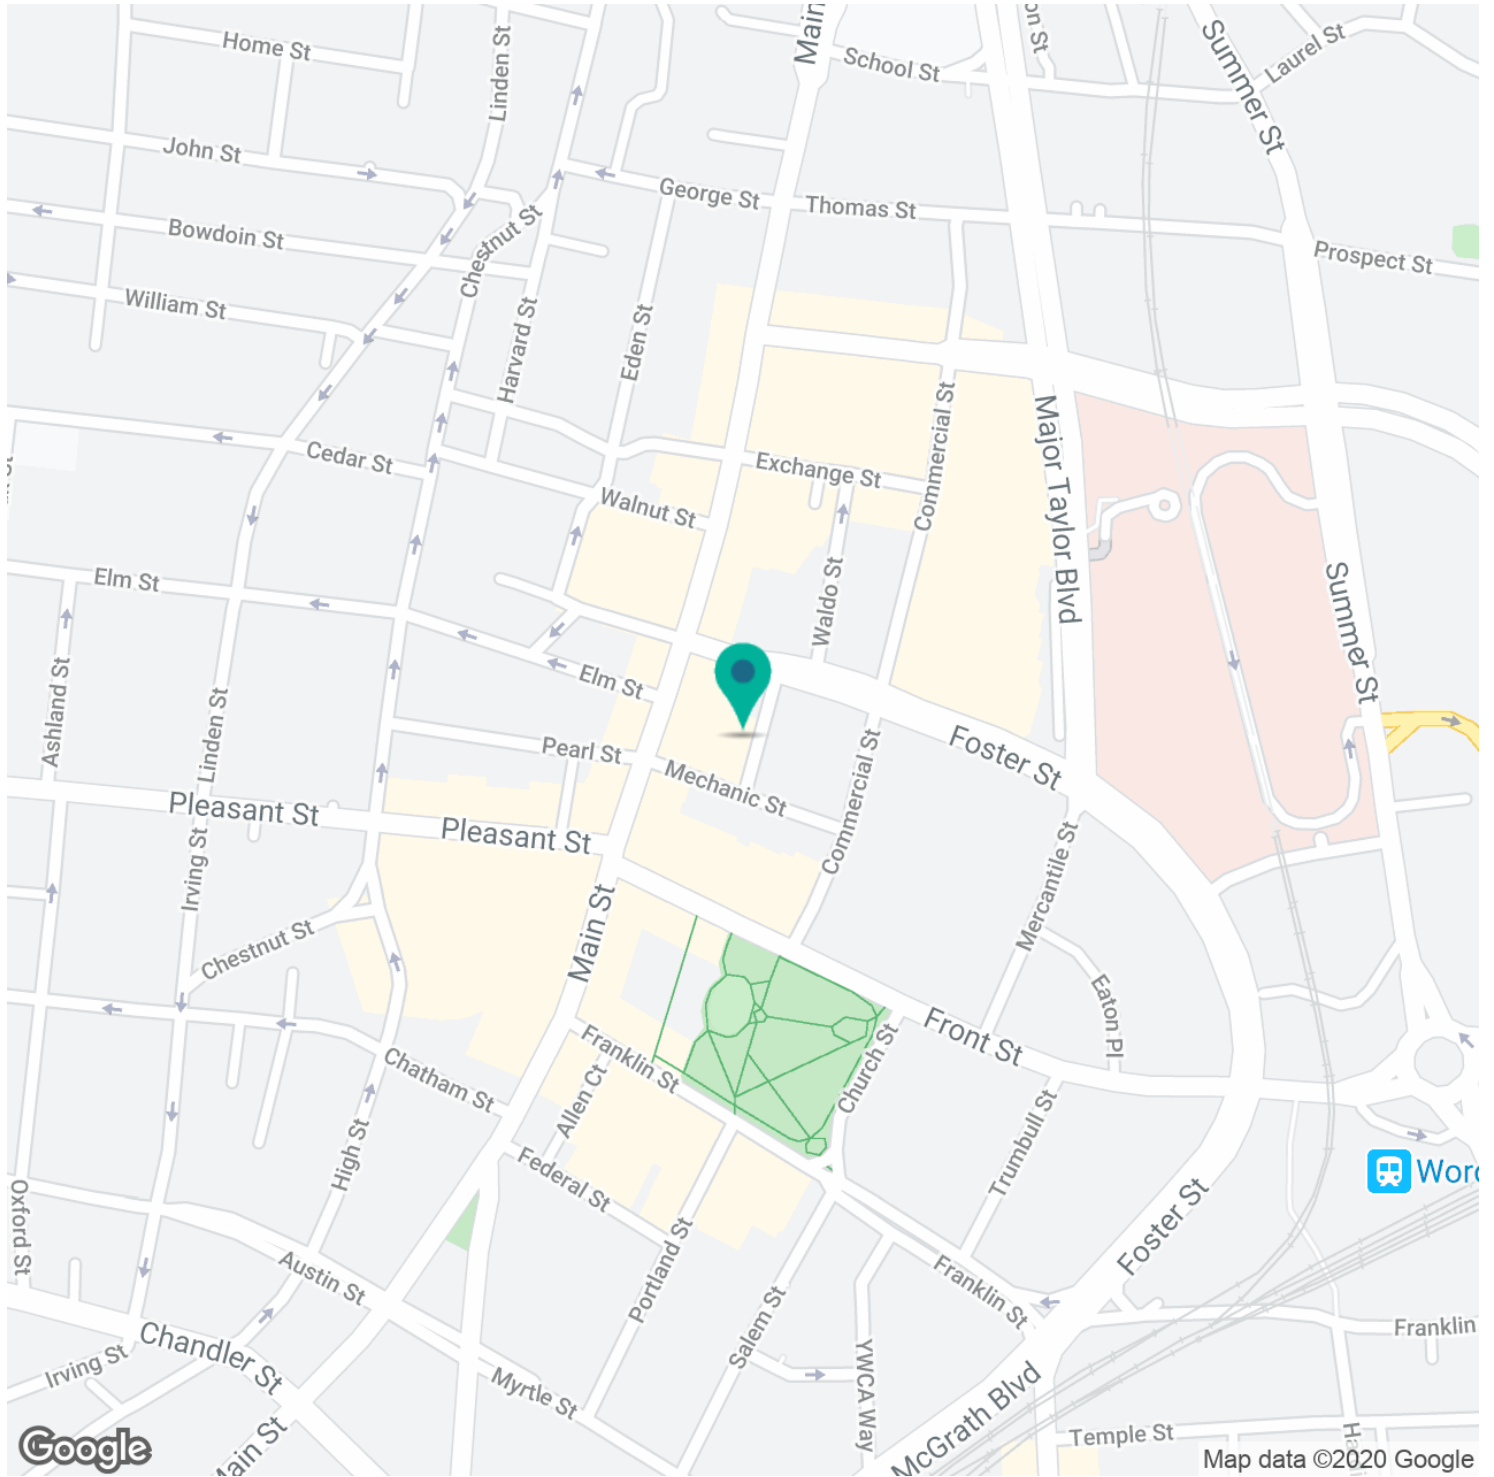 Main
on St
Summer St
Laurel St
Home St
Linden St
School St
John St
George St
Thomas St
Bowdoin St
Chestnut St
Prospect St
William St
Harvard St
Eden St
Commercial St
Major Taylor Blvd
Cedar St
Exchange St
Walnut St
Elm St
Waldo St
Summer St
Ashland St
Linden St
Elm St
Pearl St
Mechanic St
Foster St
Commercial St
Pleasant St
Pleasant St
Irving St
Mercantile St
Main St
Chestnut St
Eaton Pl
Front St
Franklin St
Church St
Chatham St
Allen Ct
High St
Trumbull St
Federal St
Worc
Oxford St
Foster St
Portland St
Austin St
Franklin St
Salem St
Franklin
Chandler St
Irving St
YWCA Way
Myrtle St
McGrath Blvd
Main St
Temple St
Ha
Google
Map data ©2020 Google